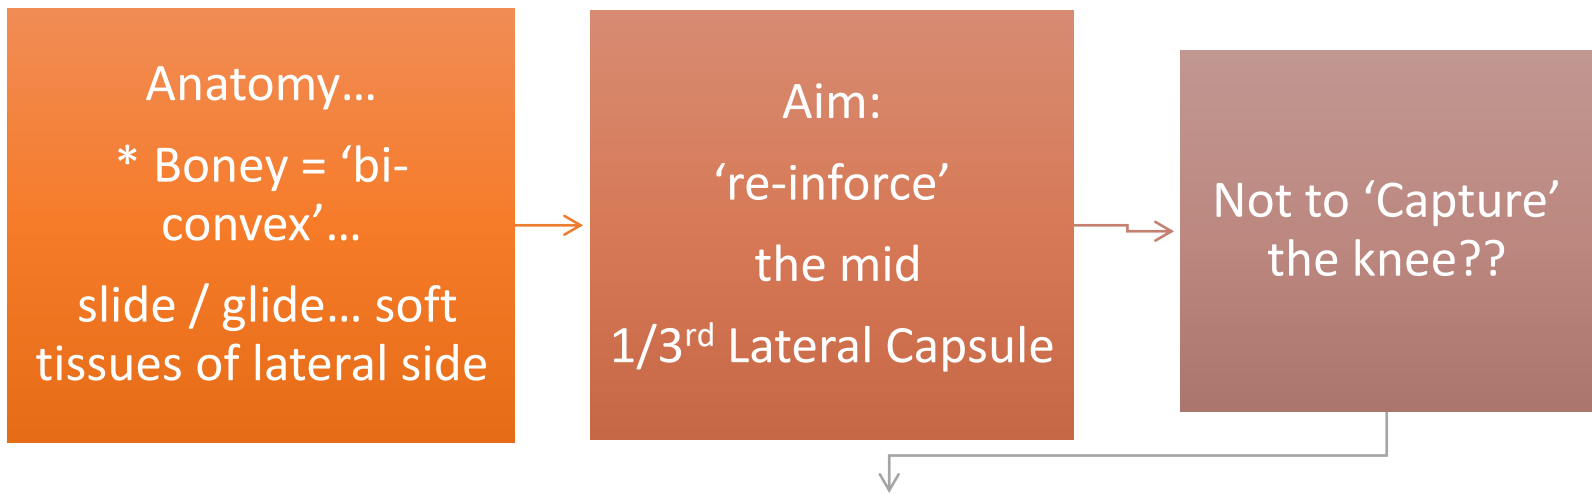 Anatomy…
* Boney = ‘bi-
convex’…
slide / glide… soft
tissues of lateral side
Aim:
‘re-inforce’
the mid
1/3rd Lateral Capsule
Not to ‘Capture’
the knee??